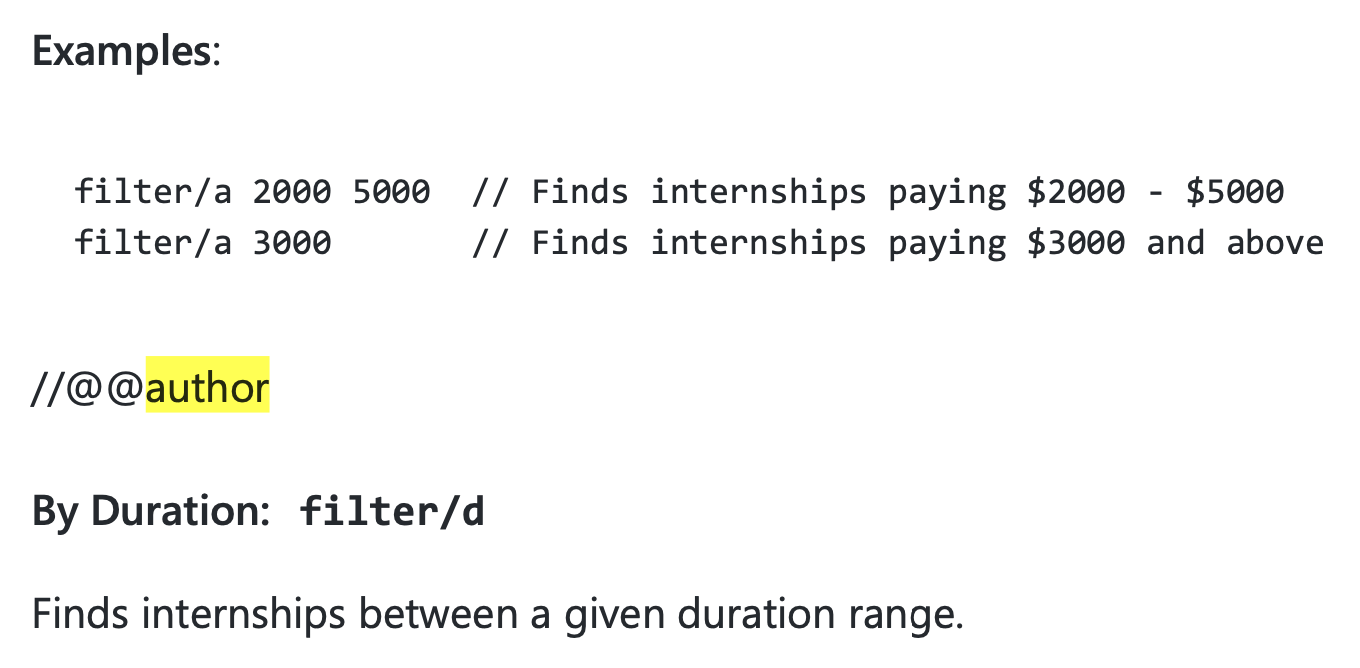 Examples:
filter/a 2000 5000  // Finds internships paying $2000 - $5000
filter/a 3000       // Finds internships paying $3000 and above
//@@author
By Duration: filter/d
Finds internships between a given duration range.